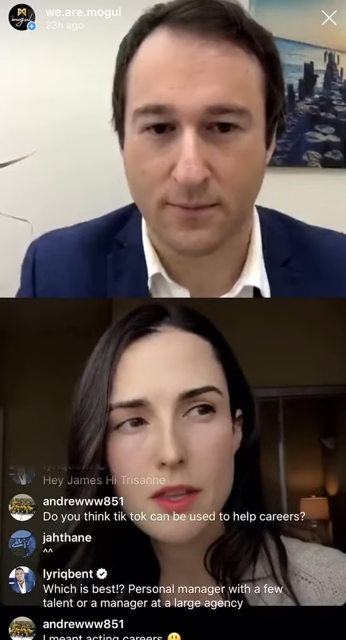 we.are.mogul
23h ago
Hey James Hi Trisanne
andrewww851
Do you think tik tok can be used to help careers?
jahthane
^^
lyriqbent
Which is best!? Personal manager with a few
talent or a manager at a large agency
andrewww851
I meant acting careers 😃